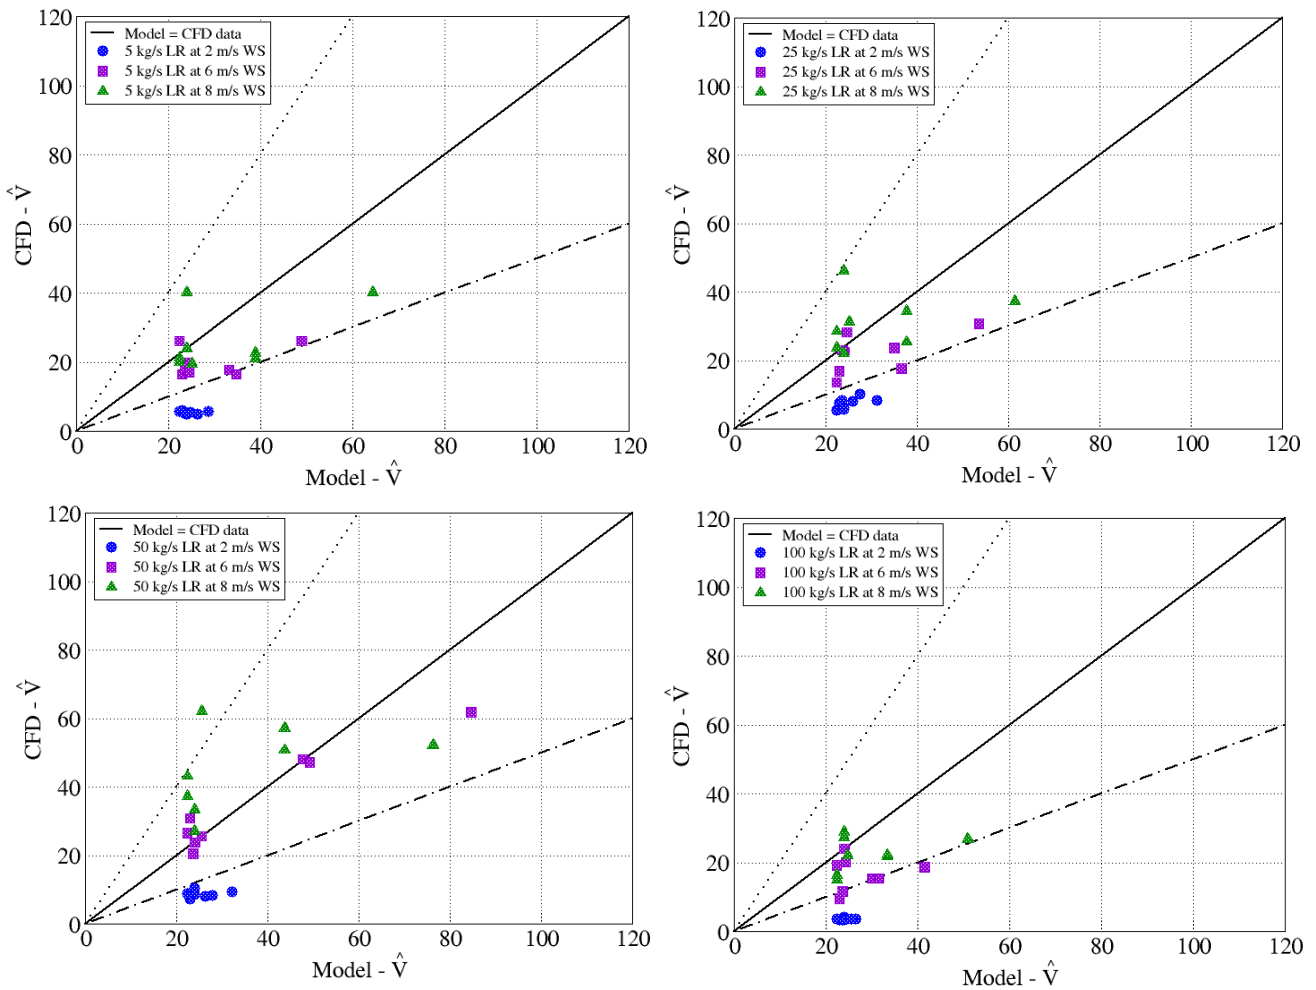 Model = CFD data
5 kg/s LR at 2 m/s WS
5 kg/s LR at 6 m/s WS
5 kg/s LR at 8 m/s WS
120
100
80
60
40
20
0
CFD - V̂
0 20 40 60 80 100 120
Model - V̂
Model = CFD data
25 kg/s LR at 2 m/s WS
25 kg/s LR at 6 m/s WS
25 kg/s LR at 8 m/s WS
120
100
80
60
40
20
0
CFD - V̂
0 20 40 60 80 100 120
Model - V̂
Model = CFD data
50 kg/s LR at 2 m/s WS
50 kg/s LR at 6 m/s WS
50 kg/s LR at 8 m/s WS
120
100
80
60
40
20
0
CFD - V̂
0 20 40 60 80 100 120
Model - V̂
Model = CFD data
100 kg/s LR at 2 m/s WS
100 kg/s LR at 6 m/s WS
100 kg/s LR at 8 m/s WS
120
100
80
60
40
20
0
CFD - V̂
0 20 40 60 80 100 120
Model - V̂